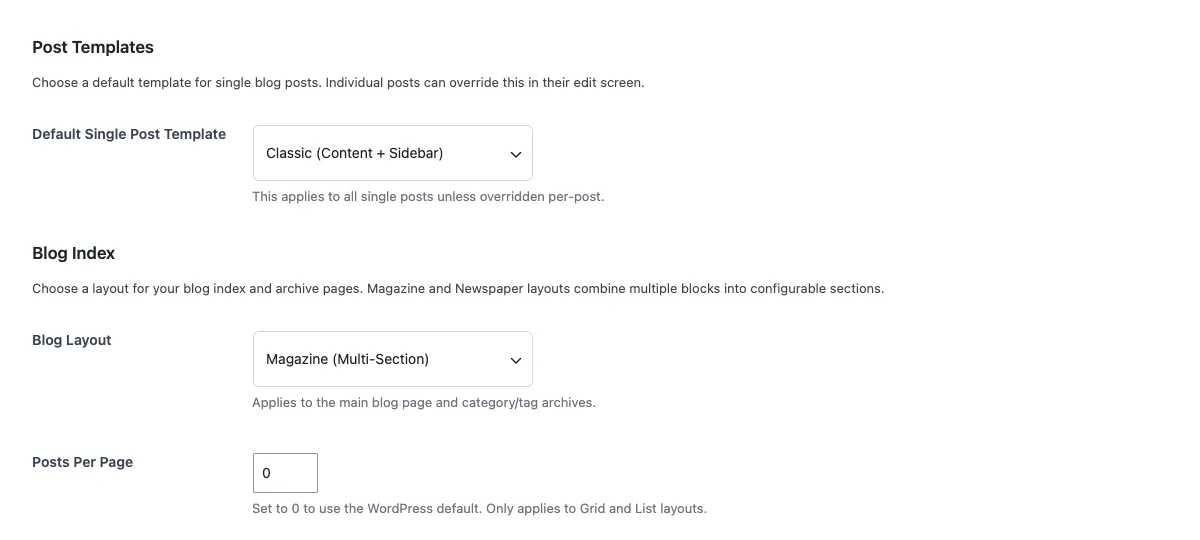 Post Templates
Choose a default template for single blog posts. Individual posts can override this in their edit screen.
Default Single Post Template
Classic (Content + Sidebar)
This applies to all single posts unless overridden per-post.
Blog Index
Choose a layout for your blog index and archive pages. Magazine and Newspaper layouts combine multiple blocks into configurable sections.
Blog Layout
Magazine (Multi-Section)
Applies to the main blog page and category/tag archives.
Posts Per Page
0
Set to 0 to use the WordPress default. Only applies to Grid and List layouts.